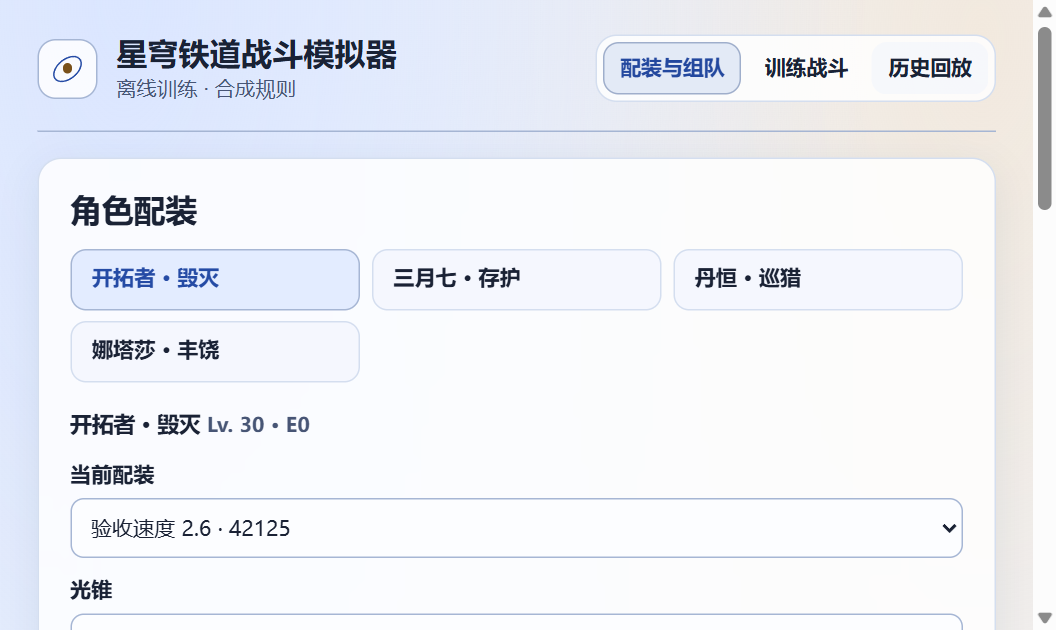 星穹铁道战斗模拟器
离线训练 · 合成规则
配装与组队
训练战斗
历史回放
角色配装
开拓者 • 毁灭
三月七 • 存护
丹恒 • 巡猎
娜塔莎 • 丰饶
开拓者 • 毁灭 Lv. 30 • E0
当前配装
验收速度 2.6 · 42125
光锥